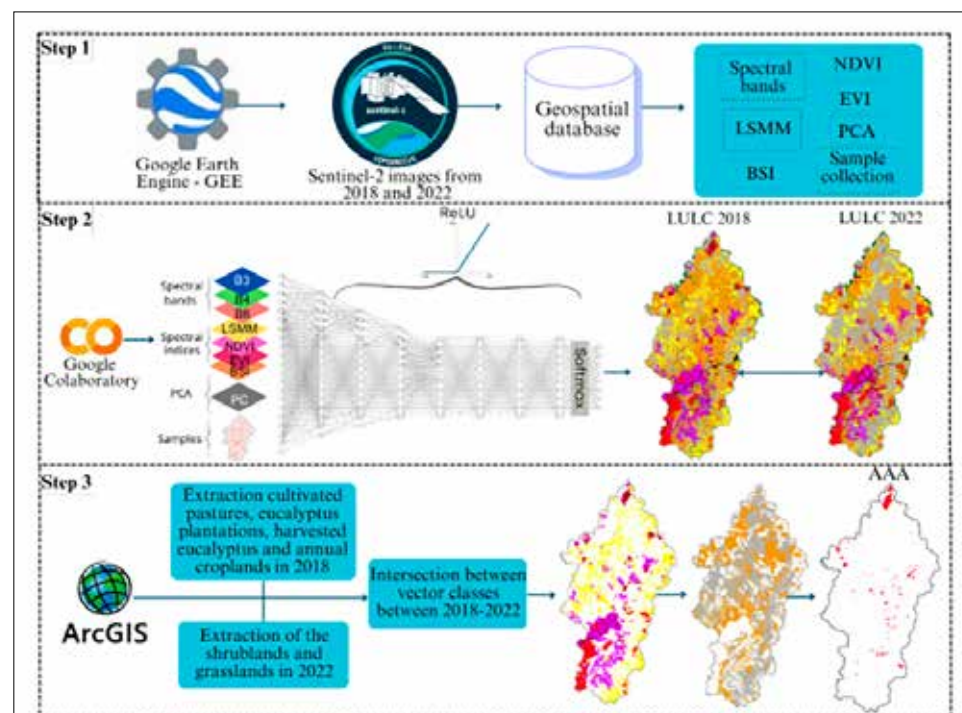 Step 1
Google Earth
Engine - GEE
SENTINEL-2
COPERNICUS
Sentinel-2 images from
2018 and 2022
Geospatial
database
Spectral
bands
NDVI
EVI
LSMM
PCA
BSI
Sample
collection
Step 2
ReLU
LULC 2018
LULC 2022
Google
Colaboratory
Spectral
bands
Spectral
indices
PCA
Samples
B3
B4
B8
LSMM
NDVI
EVI
BSI
PC
Softmax
Step 3
ArcGIS
Extraction cultivated
pastures, eucalyptus
plantations, harvested
eucalyptus and annual
croplands in 2018
Extraction of the
shrublands and
grasslands in 2022
Intersection between
vector classes
between 2018-2022
AAA